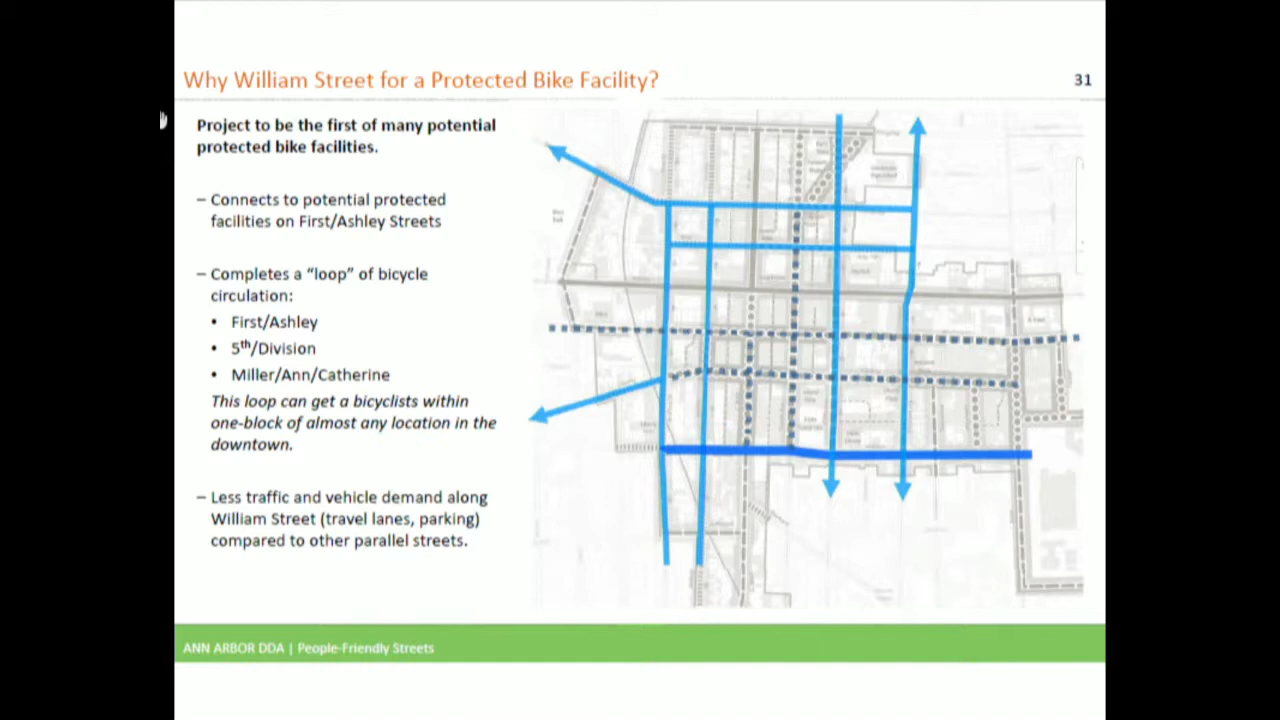 Why William Street for a Protected Bike Facility?
31
Project to be the first of many potential
protected bike facilities.
– Connects to potential protected
facilities on First/Ashley Streets
– Completes a “loop” of bicycle
circulation:
• First/Ashley
• 5th/Division
• Miller/Ann/Catherine
This loop can get a bicyclists within
one-block of almost any location in the
downtown.
– Less traffic and vehicle demand along
William Street (travel lanes, parking)
compared to other parallel streets.
ANN ARBOR DDA | People-Friendly Streets